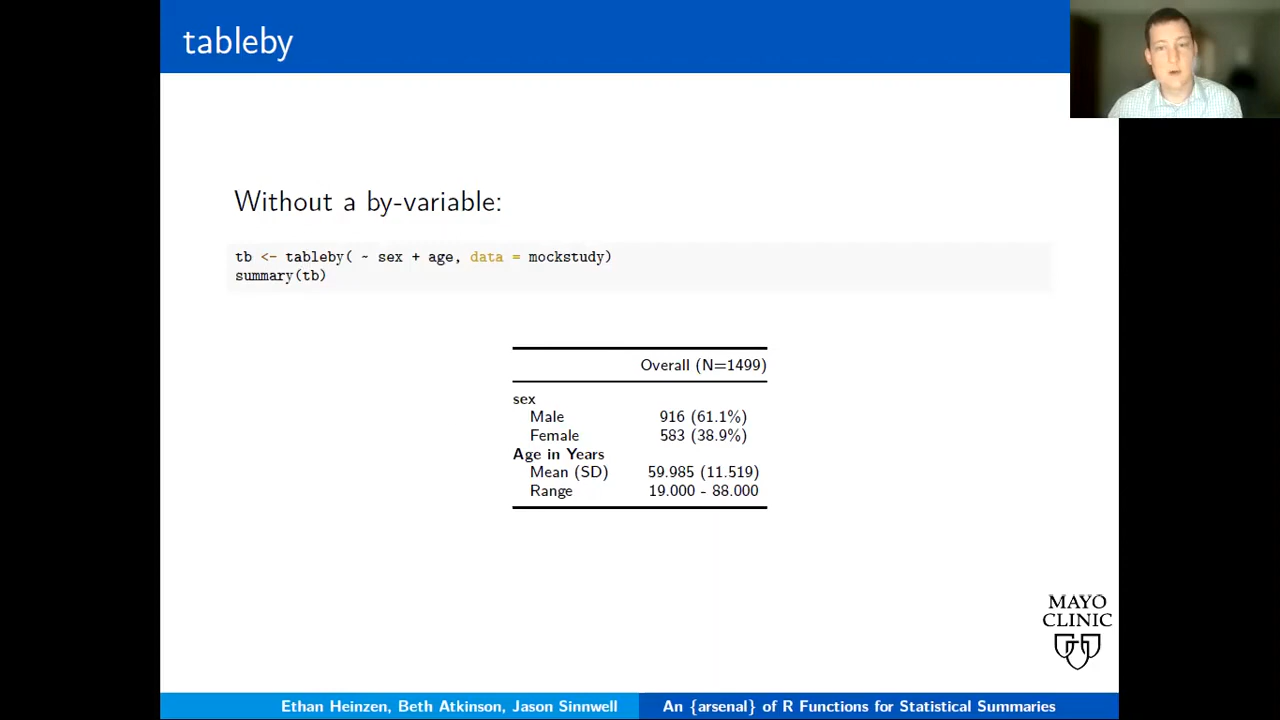 tableby
Without a by-variable:
tb <- tableby( ~ sex + age, data = mockstudy)
summary(tb)
Overall (N=1499)
sex
Male 916 (61.1%)
Female 583 (38.9%)
Age in Years
Mean (SD) 59.985 (11.519)
Range 19.000 - 88.000
MAYO
CLINIC
Ethan Heinzen, Beth Atkinson, Jason Sinnwell An {arsenal} of R Functions for Statistical Summaries